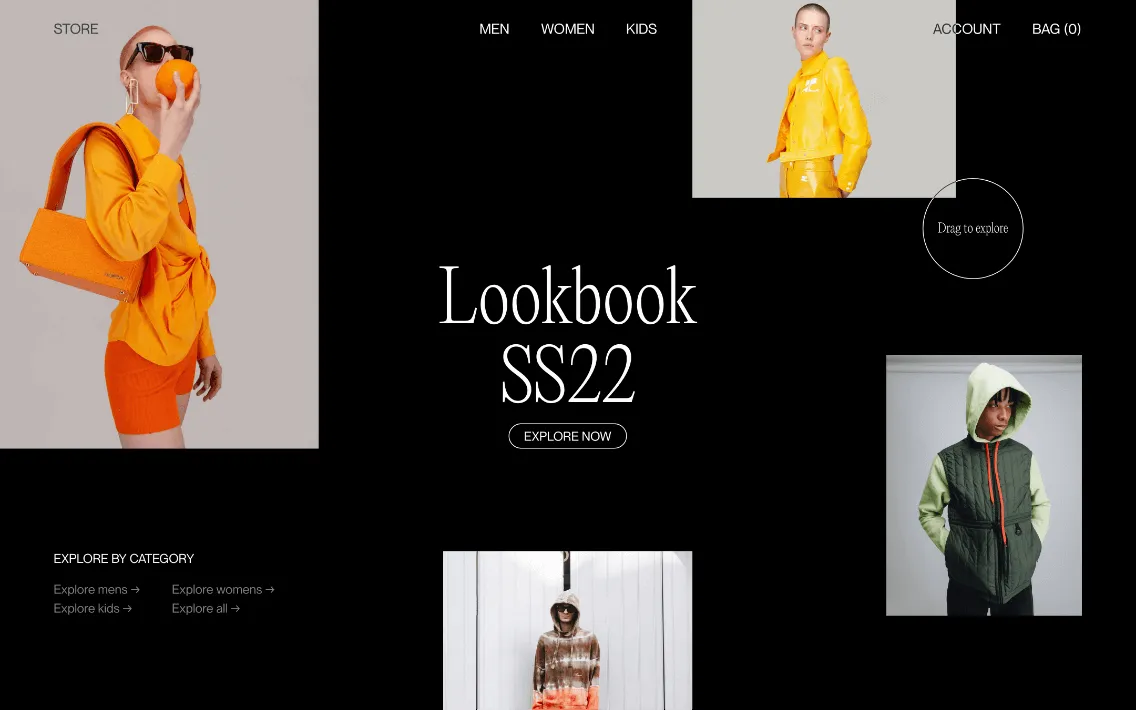 STORE
MEN
WOMEN
KIDS
ACCOUNT
BAG (0)
Drag to explore
Lookbook
SS22
EXPLORE NOW
EXPLORE BY CATEGORY
Explore mens →
Explore womens →
Explore kids →
Explore all →